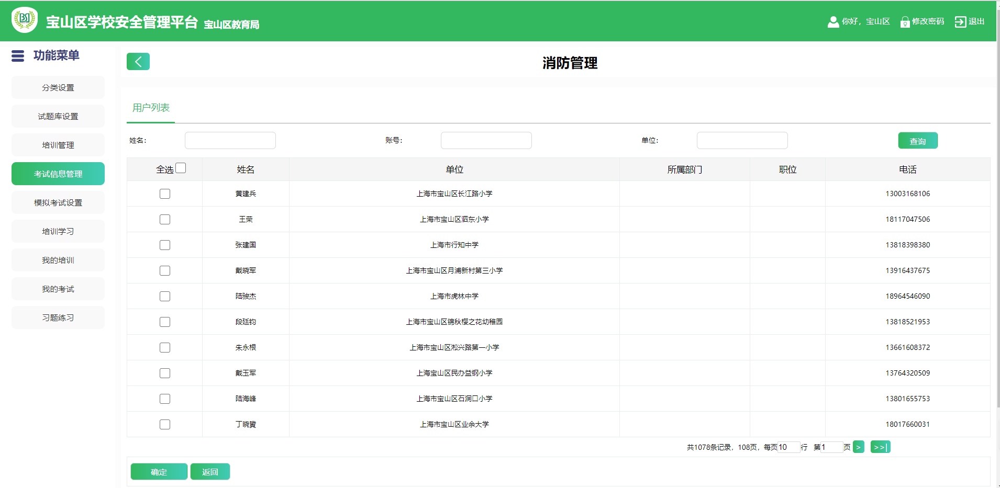 宝山区学校安全管理平台 宝山区教育局
你好，宝山区 修改密码 退出
功能菜单
分类设置
试题库设置
培训管理
考试信息管理
模拟考试设置
培训学习
我的培训
我的考试
习题练习
消防管理
用户列表
姓名： 账号： 单位： 查询
全选 姓名 单位 所属部门 职位 电话
黄建兵 上海市宝山区长江路小学 13003168106
王荣 上海市宝山区泗东小学 18117047506
张建国 上海市行知中学 13818398380
戴晓军 上海市宝山区月浦新村第三小学 13916437675
陆骏杰 上海市虎林中学 18964546090
段廷钧 上海市宝山区锦秋樱之花幼稚园 13818521953
朱永根 上海市宝山区淞兴路第一小学 13661608372
戴玉军 上海宝山区民办益钢小学 13764320509
陆海峰 上海市宝山区石洞口小学 13801655753
丁晓 上海市宝山区业余大学 18017660031
共1078条记录，108页，每页10行 第1页 > >>|
确定 返回